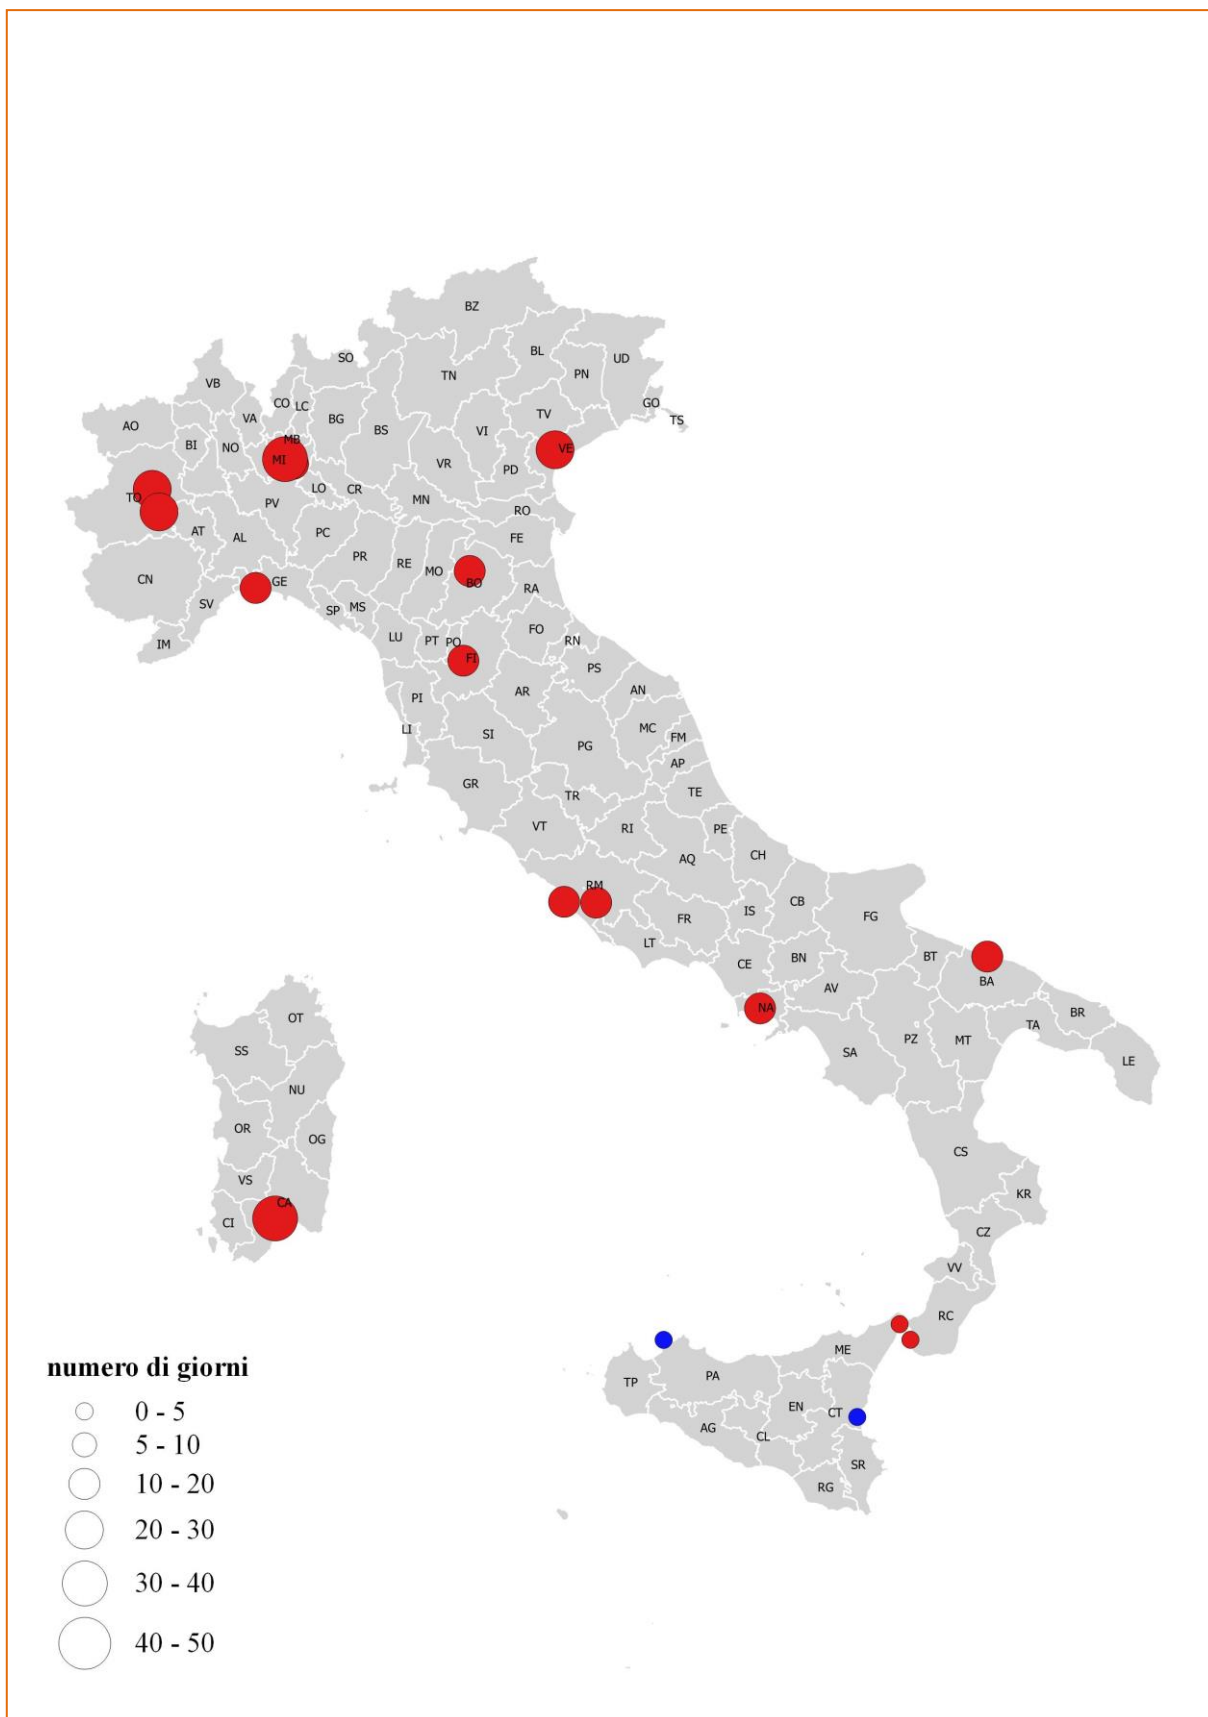 BZ
BL
UD
SO
TN
PN
VB
CO
LC
GO
VA
BG
TV
TS
AO
BS
VI
MB
BI
NO
VE
MI
VR
PD
LO
CR
TO
PV
MN
RO
AT
AL
PC
FE
PR
RE
MO
CN
GE
BO
RA
SV
SP
MS
FO
LU
PT
PO
RN
IM
FI
PS
AR
AN
PI
MC
LI
SI
FM
PG
AP
GR
TR
TE
VT
RI
PE
CH
AQ
RM
CB
IS
FG
FR
LT
BN
BT
CE
BA
AV
NA
BR
OT
TA
PZ
MT
SS
SA
LE
NU
OR
OG
CS
VS
KR
CA
CI
CZ
VV
RC
ME
PA
TP
EN
CT
AG
CL
SR
RG
numero di giorni
0 - 5
5 - 10
10 - 20
20 - 30
30 - 40
40 - 50